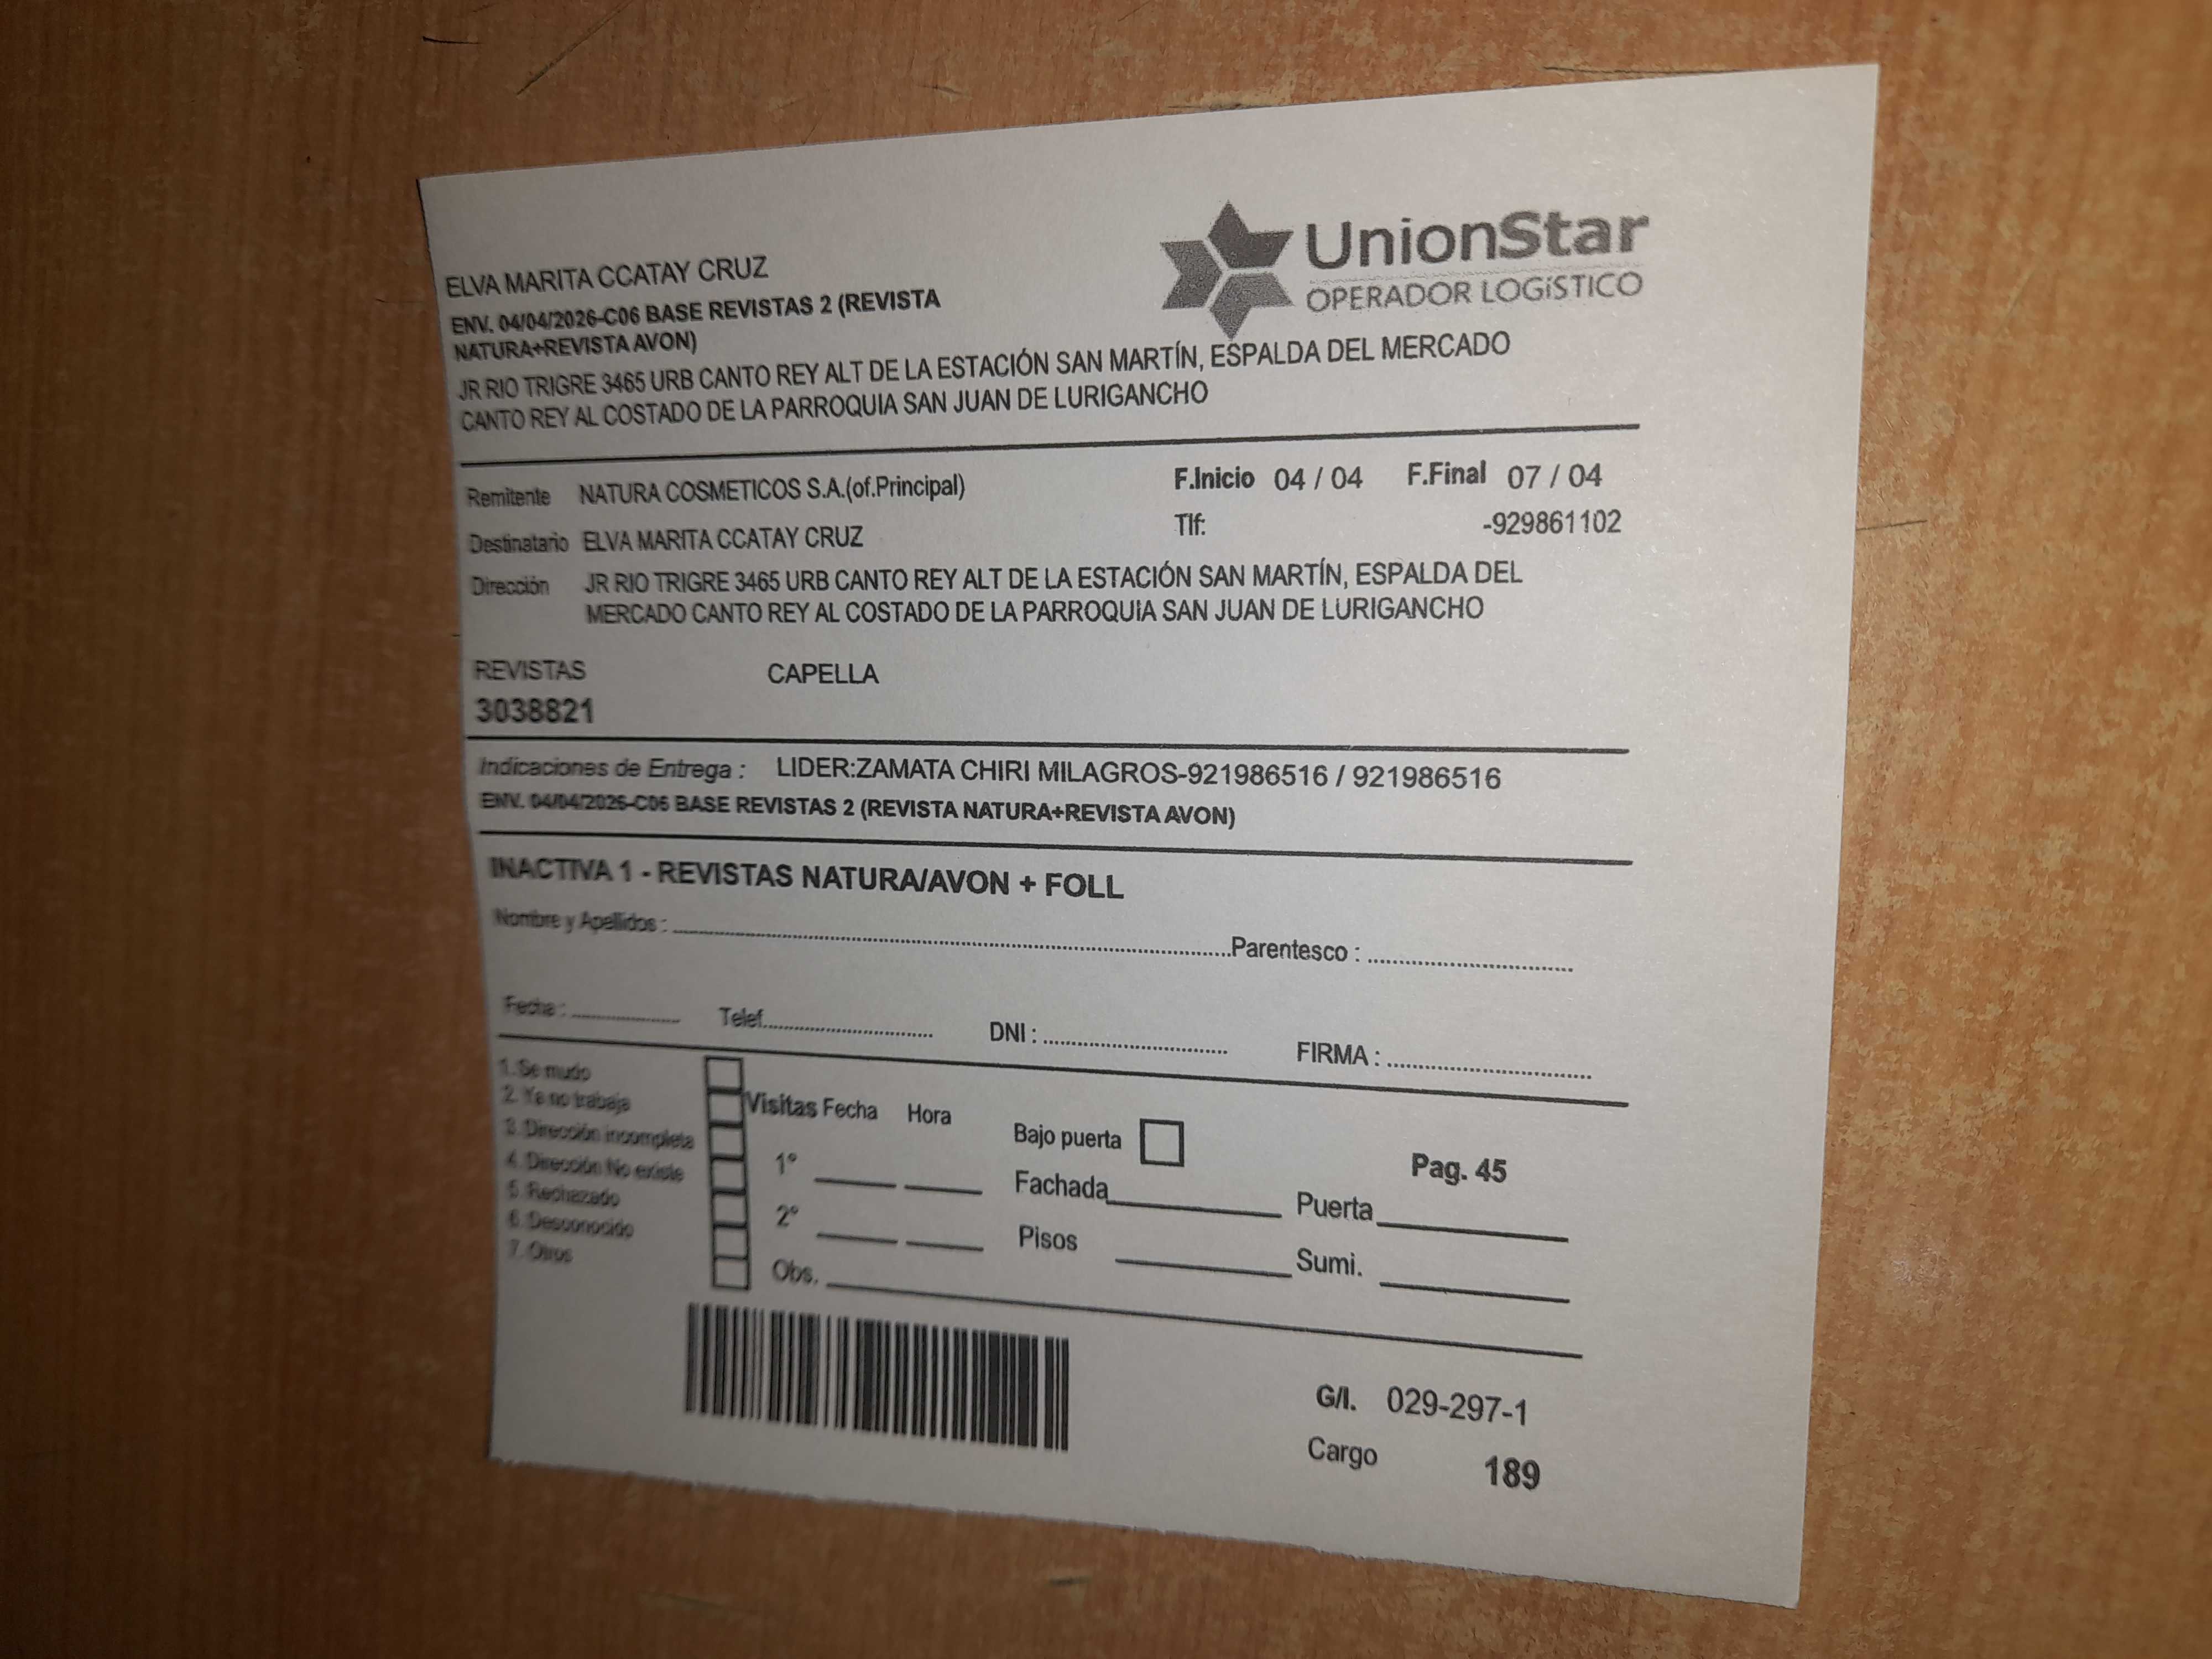 UnionStar
OPERADOR LOGíSTICO
ELVA MARITA CCATAY CRUZ
ENV. 04/04/2026-C06 BASE REVISTAS 2 (REVISTA
NATURA+REVISTA AVON)
JR RIO TRIGRE 3465 URB CANTO REY ALT DE LA ESTACIÓN SAN MARTÍN, ESPALDA DEL MERCADO
CANTO REY AL COSTADO DE LA PARROQUIA SAN JUAN DE LURIGANCHO
Remitente NATURA COSMETICOS S.A.(of.Principal) F.Inicio 04 / 04 F.Final 07 / 04
Destinatario ELVA MARITA CCATAY CRUZ Tlf: -929861102
Dirección JR RIO TRIGRE 3465 URB CANTO REY ALT DE LA ESTACIÓN SAN MARTÍN, ESPALDA DEL
MERCADO CANTO REY AL COSTADO DE LA PARROQUIA SAN JUAN DE LURIGANCHO
REVISTAS CAPELLA
3038821
Indicaciones de Entrega : LIDER:ZAMATA CHIRI MILAGROS-921986516 / 921986516
ENV. 04/04/2026-C06 BASE REVISTAS 2 (REVISTA NATURA+REVISTA AVON)
INACTIVA 1 - REVISTAS NATURA/AVON + FOLL
Nombre y Apellidos : Parentesco :
Fecha : Telef. DNI : FIRMA :
1. Se mudo
2. Ya no trabaja Visitas Fecha Hora Bajo puerta
3. Dirección incompleta 1° Pag. 45
4. Dirección No existe Fachada Puerta
5. Rechazado 2°
6. Desconocido Pisos Sumi.
7. Otros Obs.
G/I. 029-297-1
Cargo 189